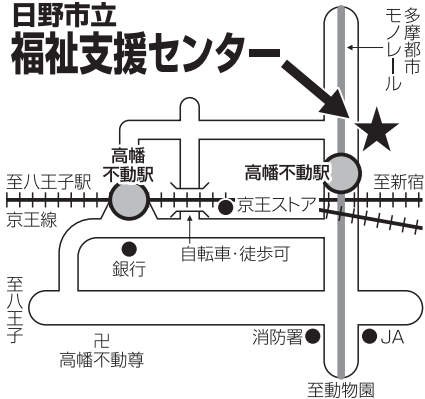 日野市立
福祉支援センター
多摩都市
モノレール
高幡
不動駅
高幡不動駅
至八王子駅
至新宿
京王線
京王ストア
自転車・徒歩可
銀行
至八王子
卍
高幡不動尊
消防署
JA
至動物園